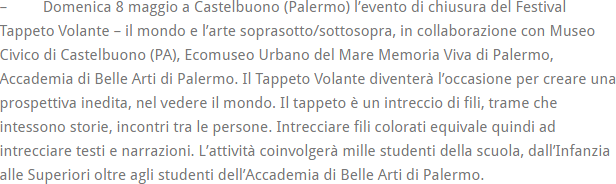 – Domenica 8 maggio a Castelbuono (Palermo) l’evento di chiusura del Festival
Tappeto Volante – il mondo e l’arte soprasotto/sottosopra, in collaborazione con Museo
Civico di Castelbuono (PA), Ecomuseo Urbano del Mare Memoria Viva di Palermo,
Accademia di Belle Arti di Palermo. Il Tappeto Volante diventerà l’occasione per creare una
prospettiva inedita, nel vedere il mondo. Il tappeto è un intreccio di fili, trame che
intessono storie, incontri tra le persone. Intrecciare fili colorati equivale quindi ad
intrecciare testi e narrazioni. L’attività coinvolgerà mille studenti della scuola, dall’Infanzia
alle Superiori oltre agli studenti dell’Accademia di Belle Arti di Palermo.